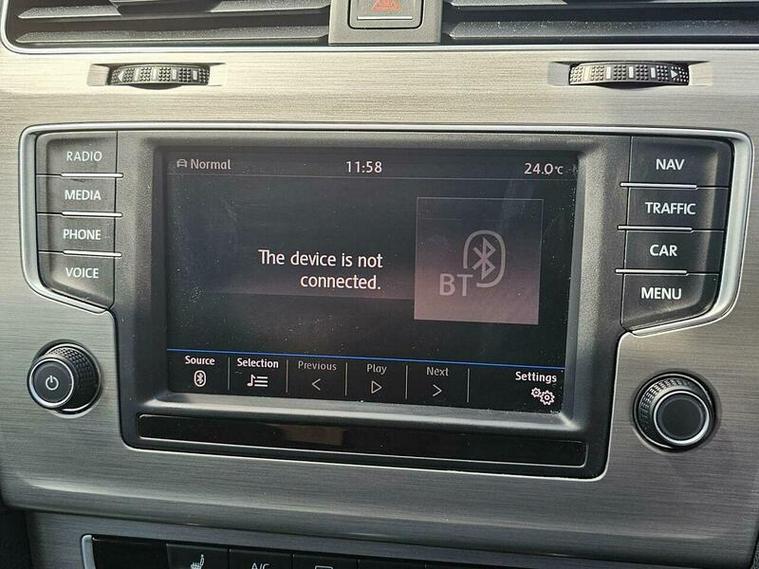 Normal 11:58 24.0°C
RADIO
MEDIA
PHONE
VOICE
The device is not
connected.
BT
NAV
TRAFFIC
CAR
MENU
Source Selection Previous Play Next Settings
A/C